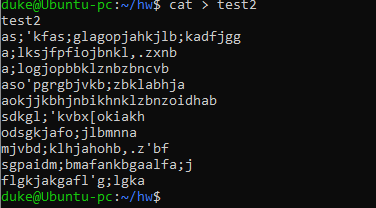 duke@Ubuntu-pc:~/hw$ cat > test2
test2
as;'kfas;glagopjahkjlb;kadfjgg
a;lksjfpfiojbnkl,.zxnb
a;logjopbbklznbzbncvb
aso'pgrgbjvkb;zbklabhja
aokjjkbhjnbikhnklzbnzoidhab
sdkgl;'kvbx[okiakh
odsgkjafo;jlbmnna
mjvbd;klhjahohb,.z'bf
sgpaidm;bmafankbgaalfa;j
flgkjakgafl'g;lgka
duke@Ubuntu-pc:~/hw$